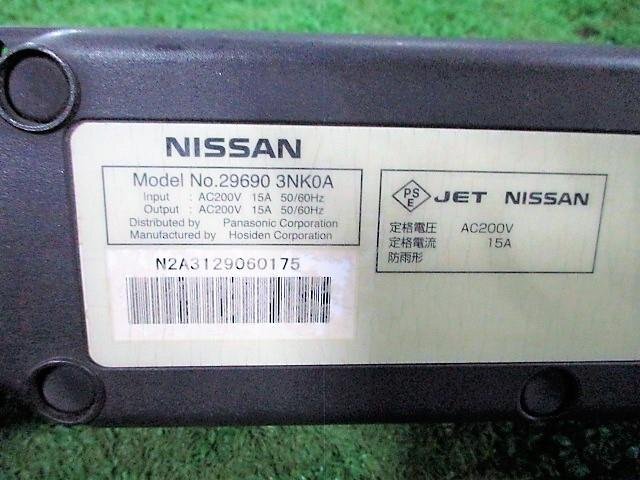 NISSAN
Model No.29690 3NK0A
Input : AC200V 15A 50/60Hz
Output : AC200V 15A 50/60Hz
Distributed by Panasonic Corporation
Manufactured by Hosiden Corporation
N2A3129060175
PS E JET NISSAN
定格電圧 AC200V
定格電流 15A
防雨形